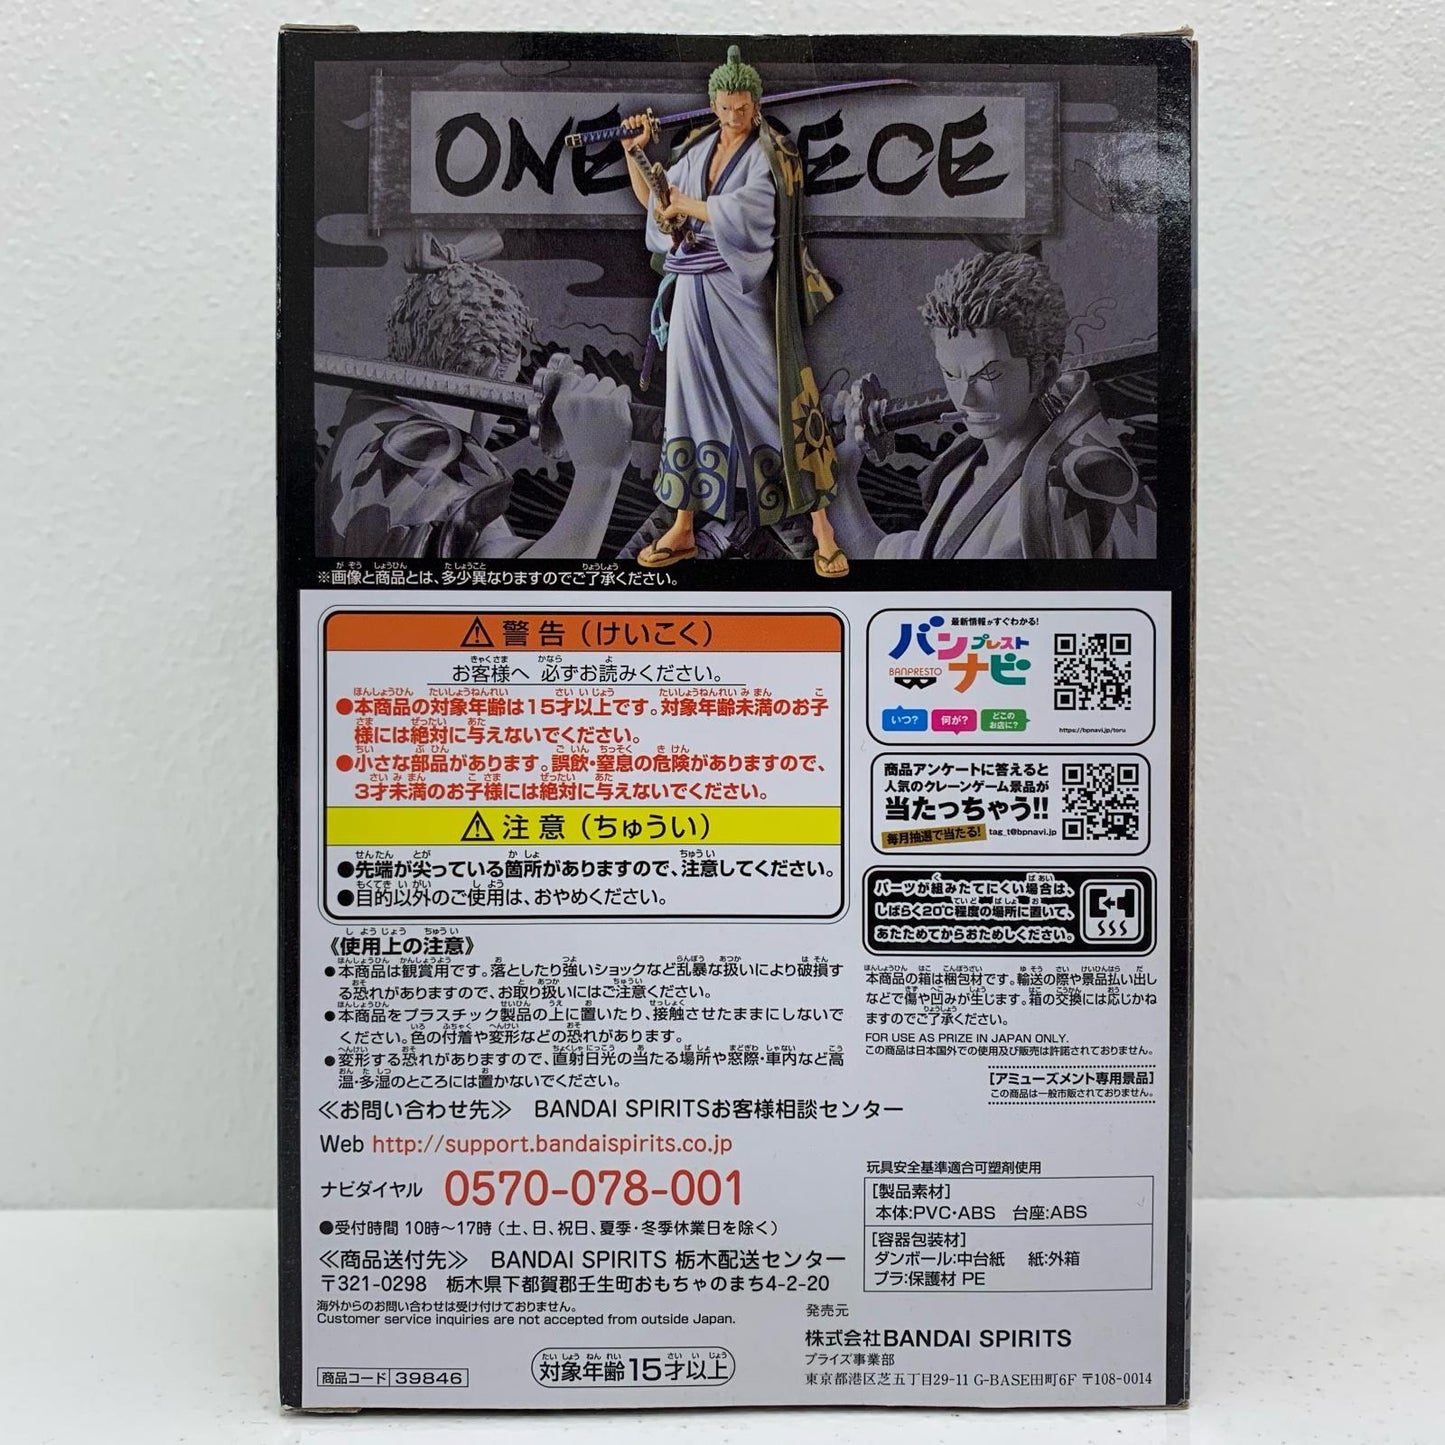 ONE PIECE
※画像と商品とは、多少異なりますのでご了承ください。
⚠警告（けいこく）
お客様へ 必ずお読みください。
●本商品の対象年齢は15才以上です。対象年齢未満のお子
様には絶対に与えないでください。
●小さな部品があります。誤飲・窒息の危険がありますので、
3才未満のお子様には絶対に与えないでください。
⚠注意（ちゅうい）
●先端が尖っている箇所がありますので、注意してください。
●目的以外のご使用は、おやめください。
《使用上の注意》
●本商品は観賞用です。落としたり強いショックなど乱暴な扱いにより破損す
る恐れがありますので、お取り扱いにはご注意ください。
●本商品をプラスチック製品の上に置いたり、接触させたままにしないで
ください。色の付着や変形などの恐れがあります。
●変形する恐れがありますので、直射日光の当たる場所や窓際・車内など高
温・多湿のところには置かないでください。
≪お問い合わせ先≫ BANDAI SPIRITSお客様相談センター
Web http://support.bandaispirits.co.jp
ナビダイヤル 0570-078-001
●受付時間 10時〜17時（土、日、祝日、夏季・冬季休業日を除く）
≪商品送付先≫ BANDAI SPIRITS 栃木配送センター
〒321-0298 栃木県下都賀郡壬生町おもちゃのまち4-2-20
海外からのお問い合わせは受け付けておりません。
Customer service inquiries are not accepted from outside Japan.
商品コード 39846
対象年齢15才以上
最新情報がすぐわかる!
バンプレストナビ
BANPRESTO
いつ?
何が?
どこのお店に?
https://bpnavi.jp/toru
商品アンケートに答えると
人気のクレーンゲーム景品が
当たっちゃう!!
毎月抽選で当たる! tag_t@bpnavi.jp
パーツが組みたてにくい場合は、
しばらく20℃程度の場所に置いて、
あたためてからおためしください。
本商品の箱は梱包材です。輸送の際や景品払い出し
などで傷や凹みが生じます。箱の交換には応じかね
ますのでご了承ください。
FOR USE AS PRIZE IN JAPAN ONLY.
この商品は日本国外での使用及び販売は許諾されておりません。
［アミューズメント専用景品］
この商品は一般市販されておりません。
玩具安全基準適合可塑剤使用
［製品素材］
本体:PVC・ABS 台座:ABS
［容器包装材］
ダンボール:中台紙 紙:外箱
プラ:保護材 PE
発売元
株式会社BANDAI SPIRITS
プライズ事業部
東京都港区芝五丁目29-11 G-BASE田町6F 〒108-0014